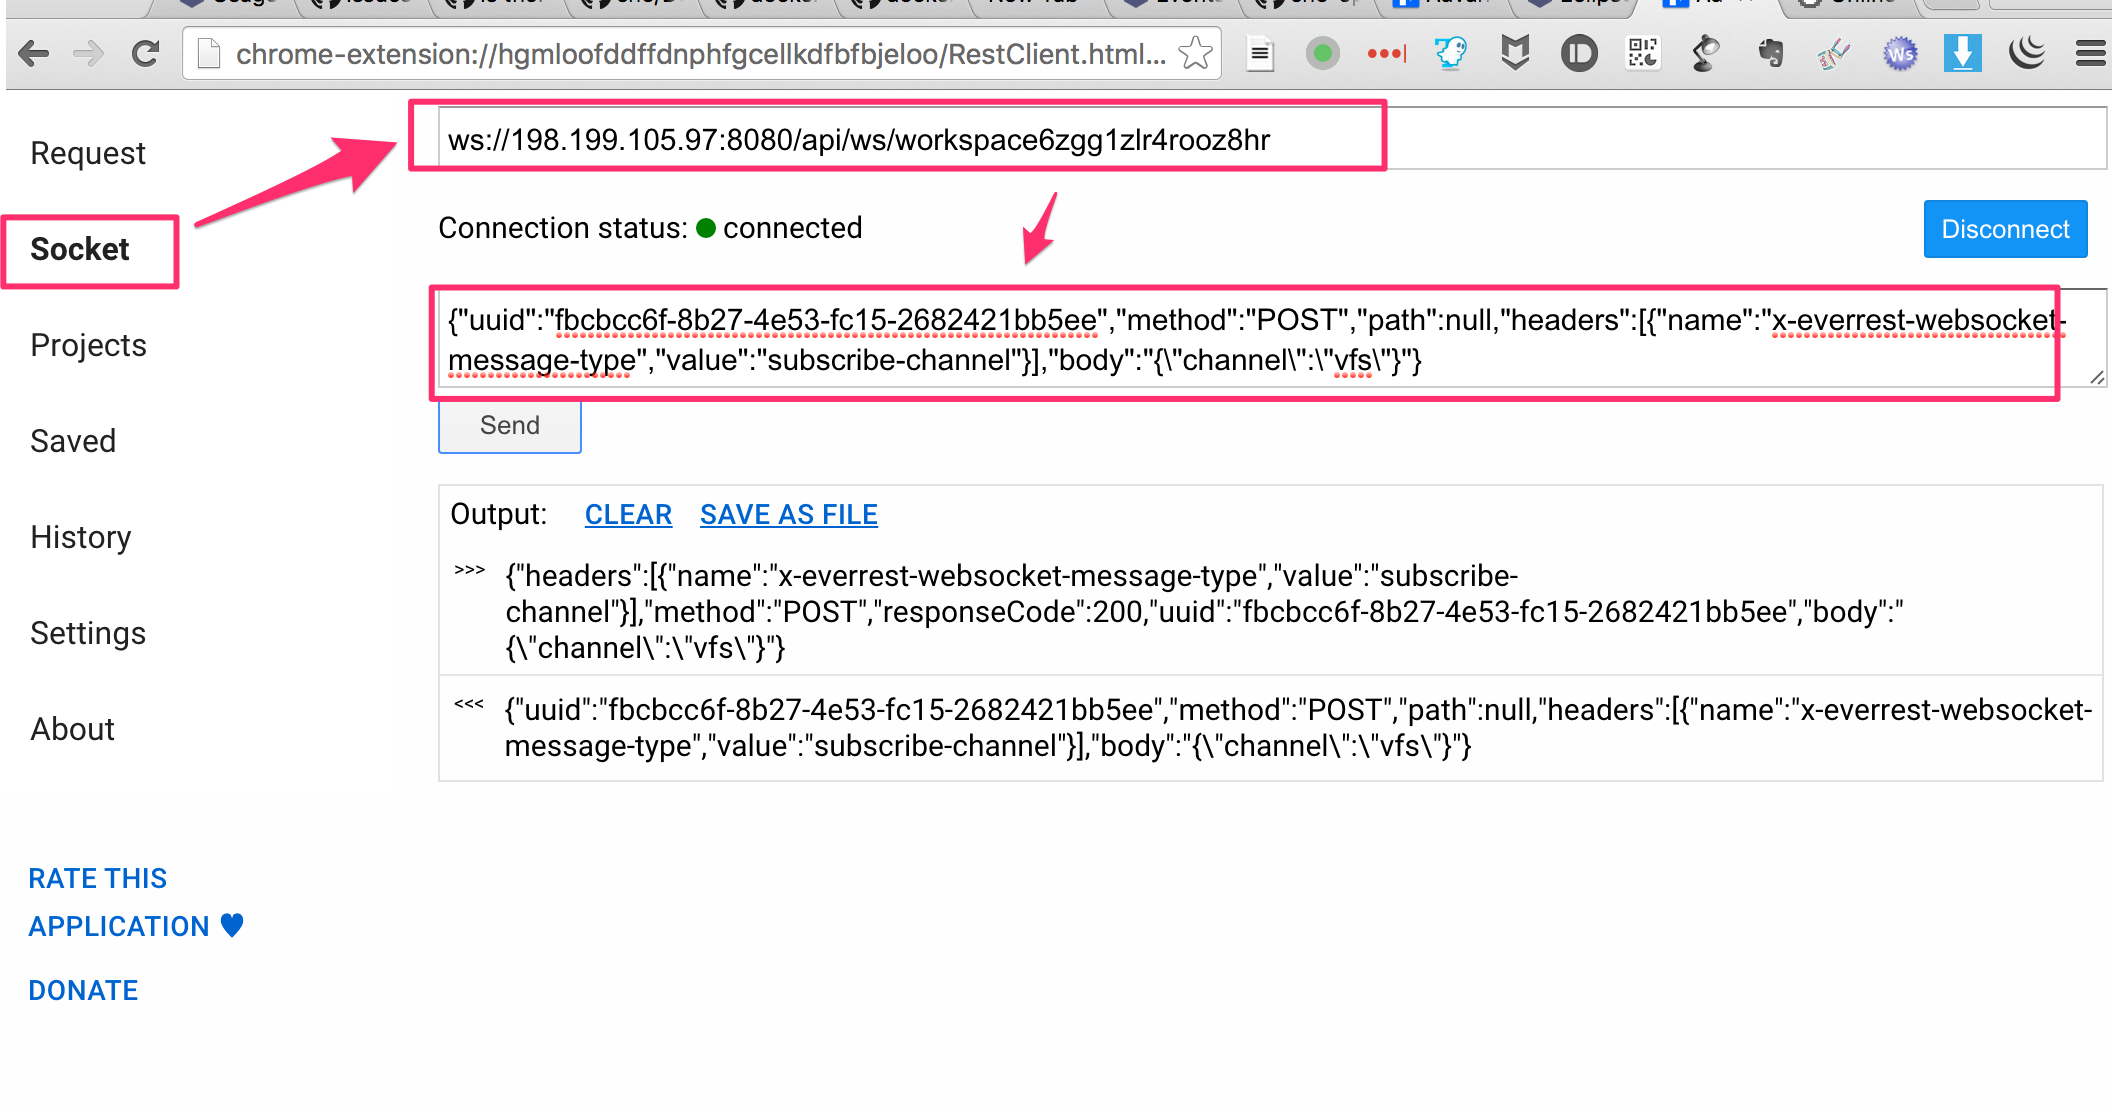 New Tab
chrome-extension://hgmloofddffdnphfgcellkdfbfbjeloo/RestClient.html...
Request
Socket
Projects
Saved
History
Settings
About
RATE THIS
APPLICATION
DONATE
ws://198.199.105.97:8080/api/ws/workspace6zgg1zlr4rooz8hr
Connection status: connected
Disconnect
{"uuid":"fbcbcc6f-8b27-4e53-fc15-2682421bb5ee","method":"POST","path":null,"headers":[{"name":"x-everrest-websocket-
message-type","value":"subscribe-channel"}],"body":"{\"channel\":\"vfs\"}"}
Send
Output: CLEAR SAVE AS FILE
>>> {"headers":[{"name":"x-everrest-websocket-message-type","value":"subscribe-
channel"}],"method":"POST","responseCode":200,"uuid":"fbcbcc6f-8b27-4e53-fc15-2682421bb5ee","body":"
{\"channel\":\"vfs\"}"}
<<< {"uuid":"fbcbcc6f-8b27-4e53-fc15-2682421bb5ee","method":"POST","path":null,"headers":[{"name":"x-everrest-websocket-
message-type","value":"subscribe-channel"}],"body":"{\"channel\":\"vfs\"}"}